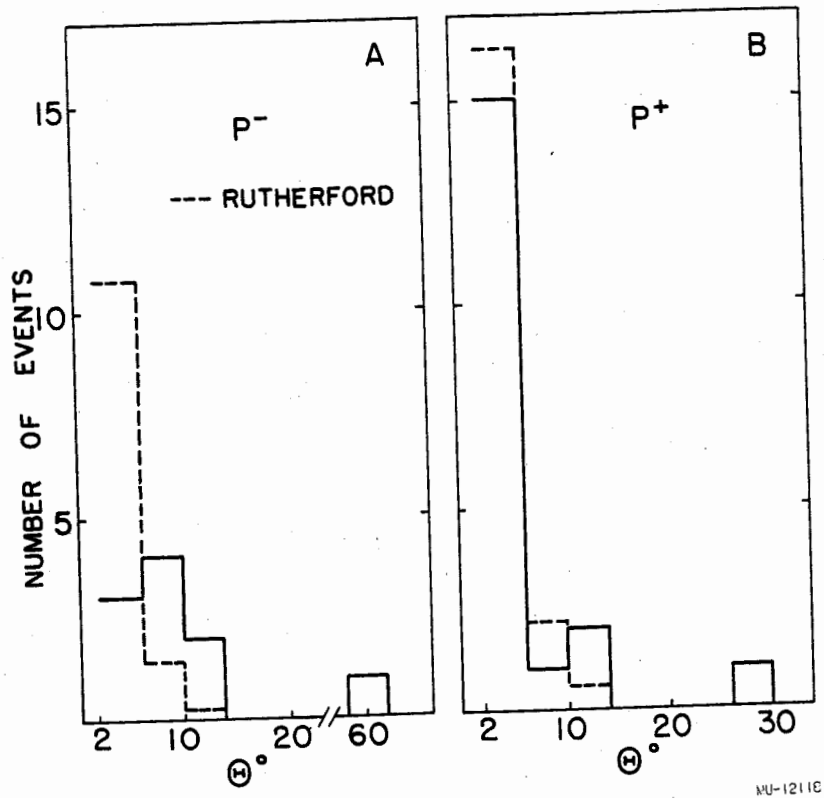 A
B
P⁻
P⁺
--- RUTHERFORD
NUMBER OF EVENTS
15
10
5
2 10 20 60
2 10 20 30
Θ°
Θ°
MU-12118